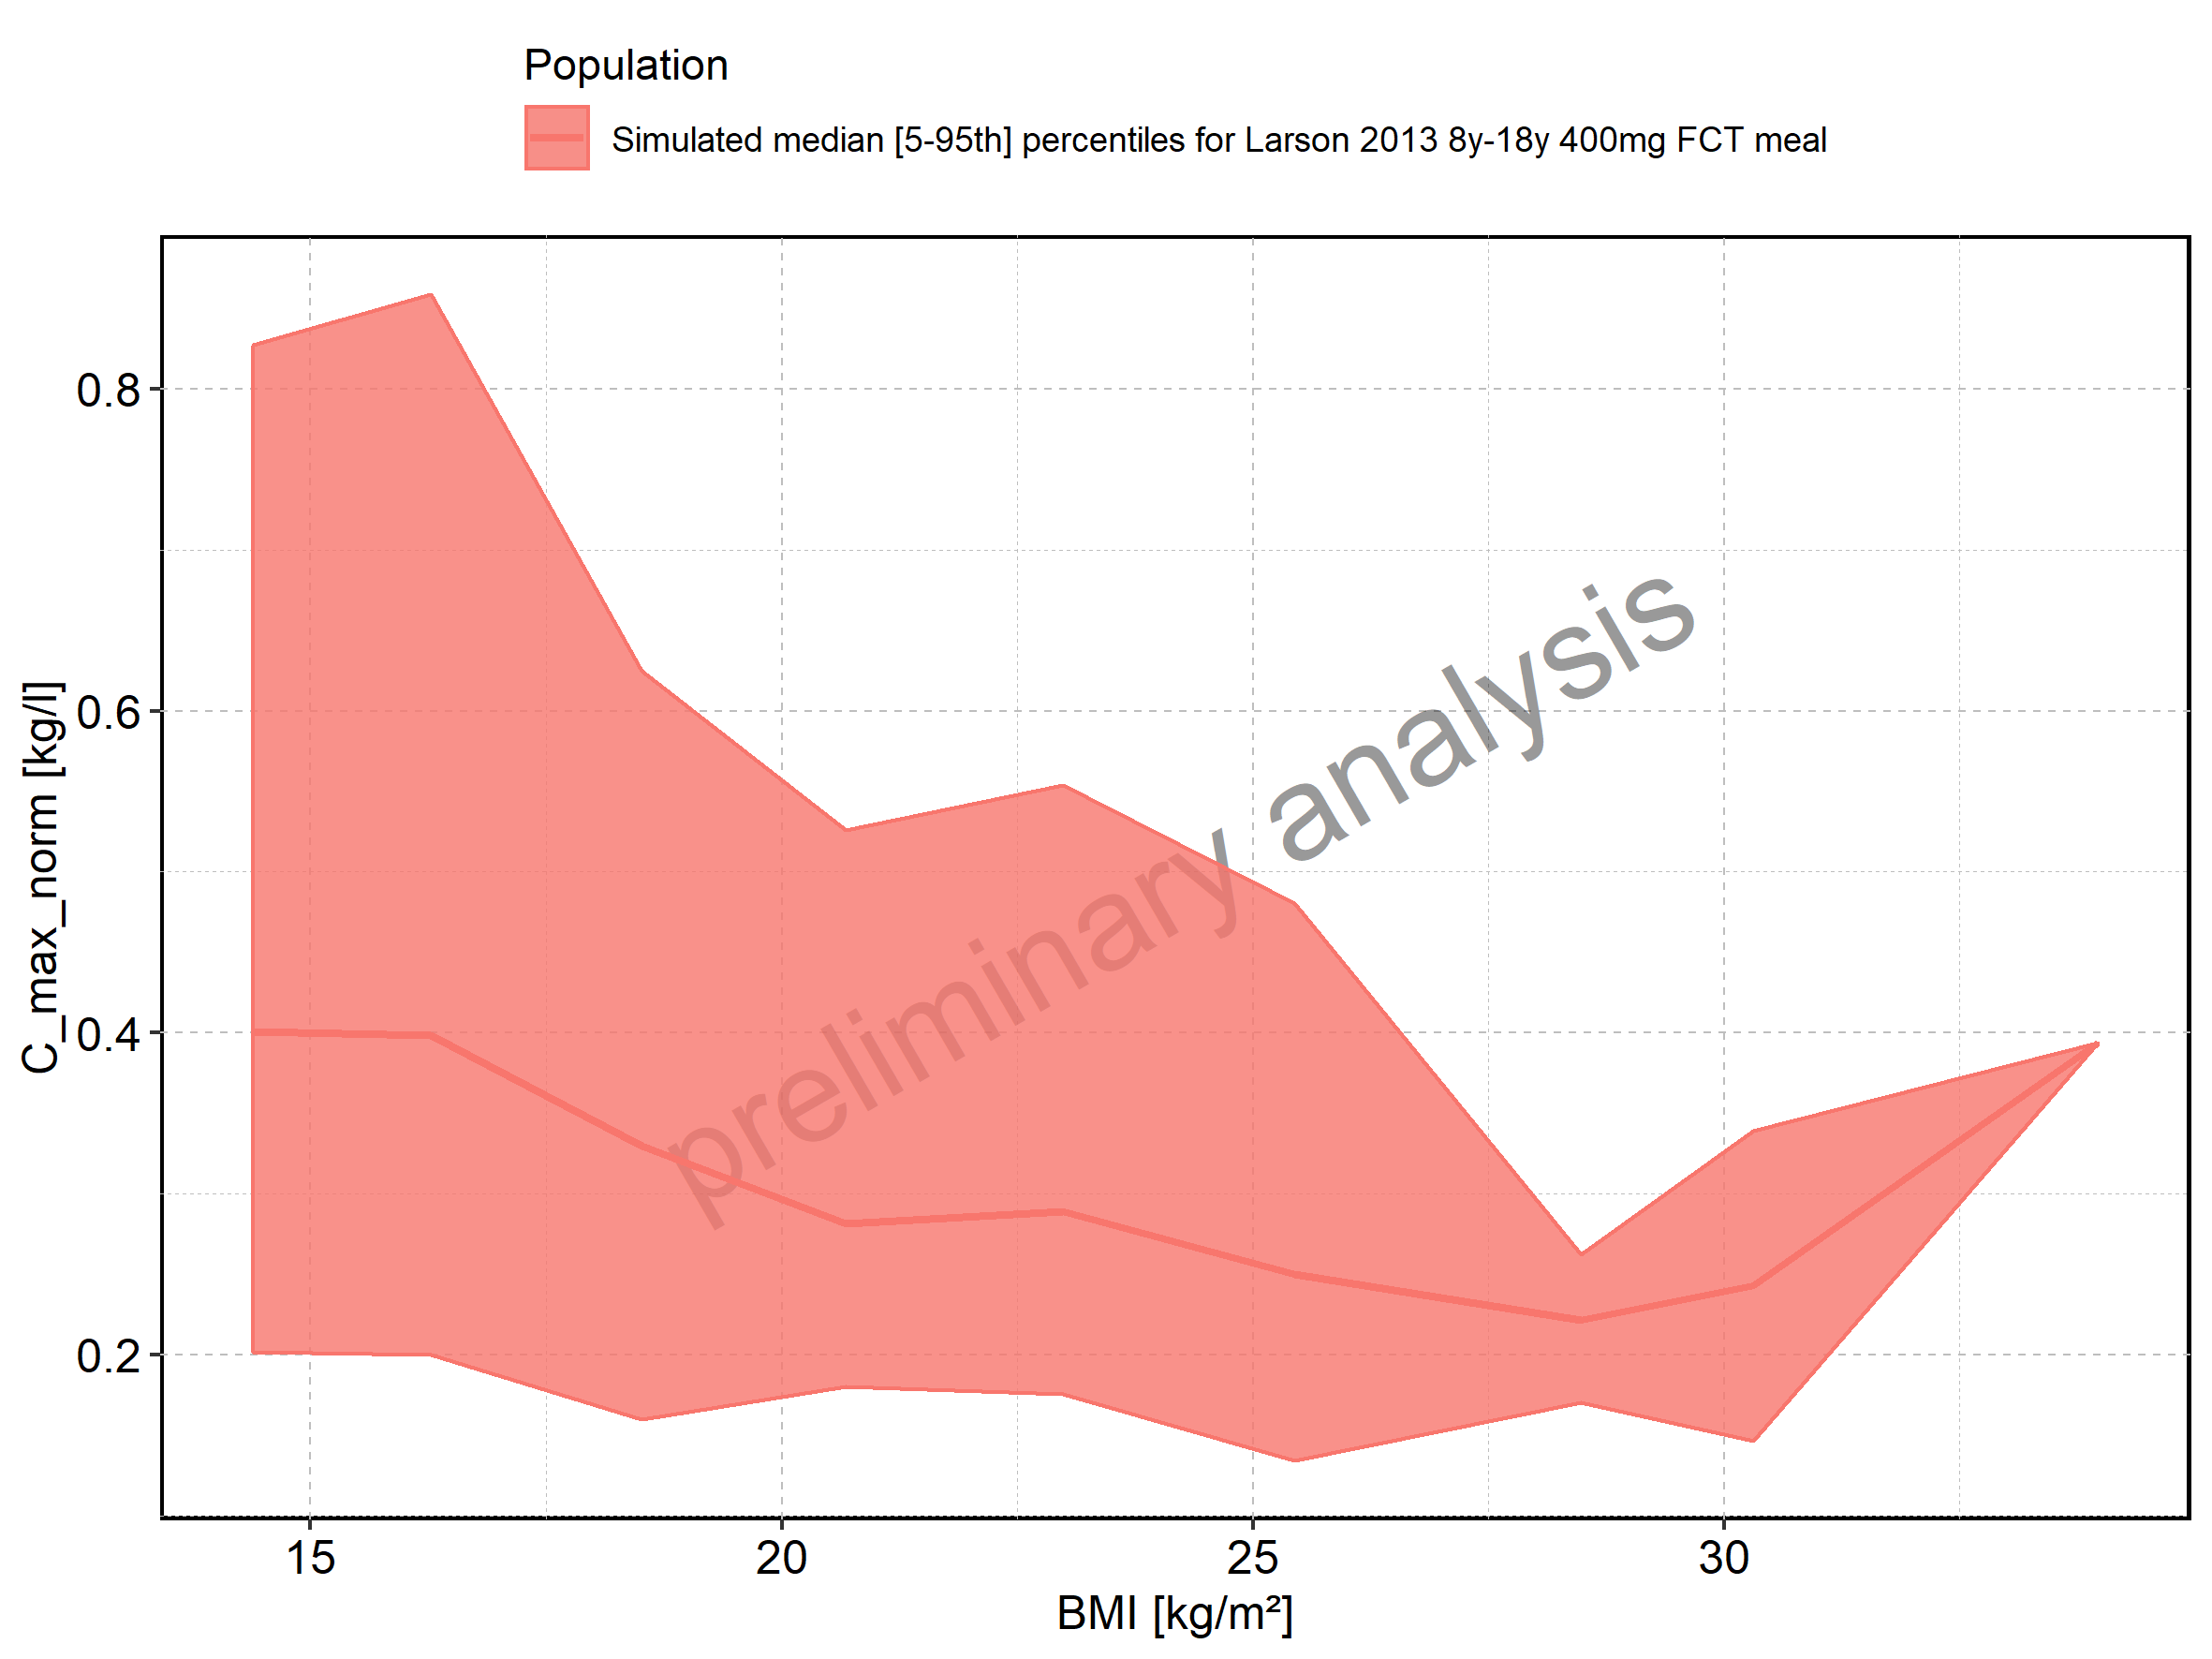 Population
Simulated median [5-95th] percentiles for Larson 2013 8y-18y 400mg FCT meal
C_max_norm [kg/l]
0.8
0.6
0.4
0.2
preliminary analysis
15 20 25 30
BMI [kg/m²]